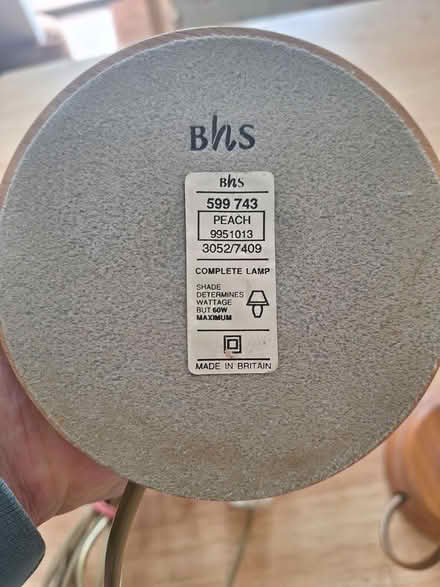 BhS
BhS
599 743
PEACH
9951013
3052/7409
COMPLETE LAMP
SHADE
DETERMINES
WATTAGE
BUT 60W
MAXIMUM
MADE IN BRITAIN